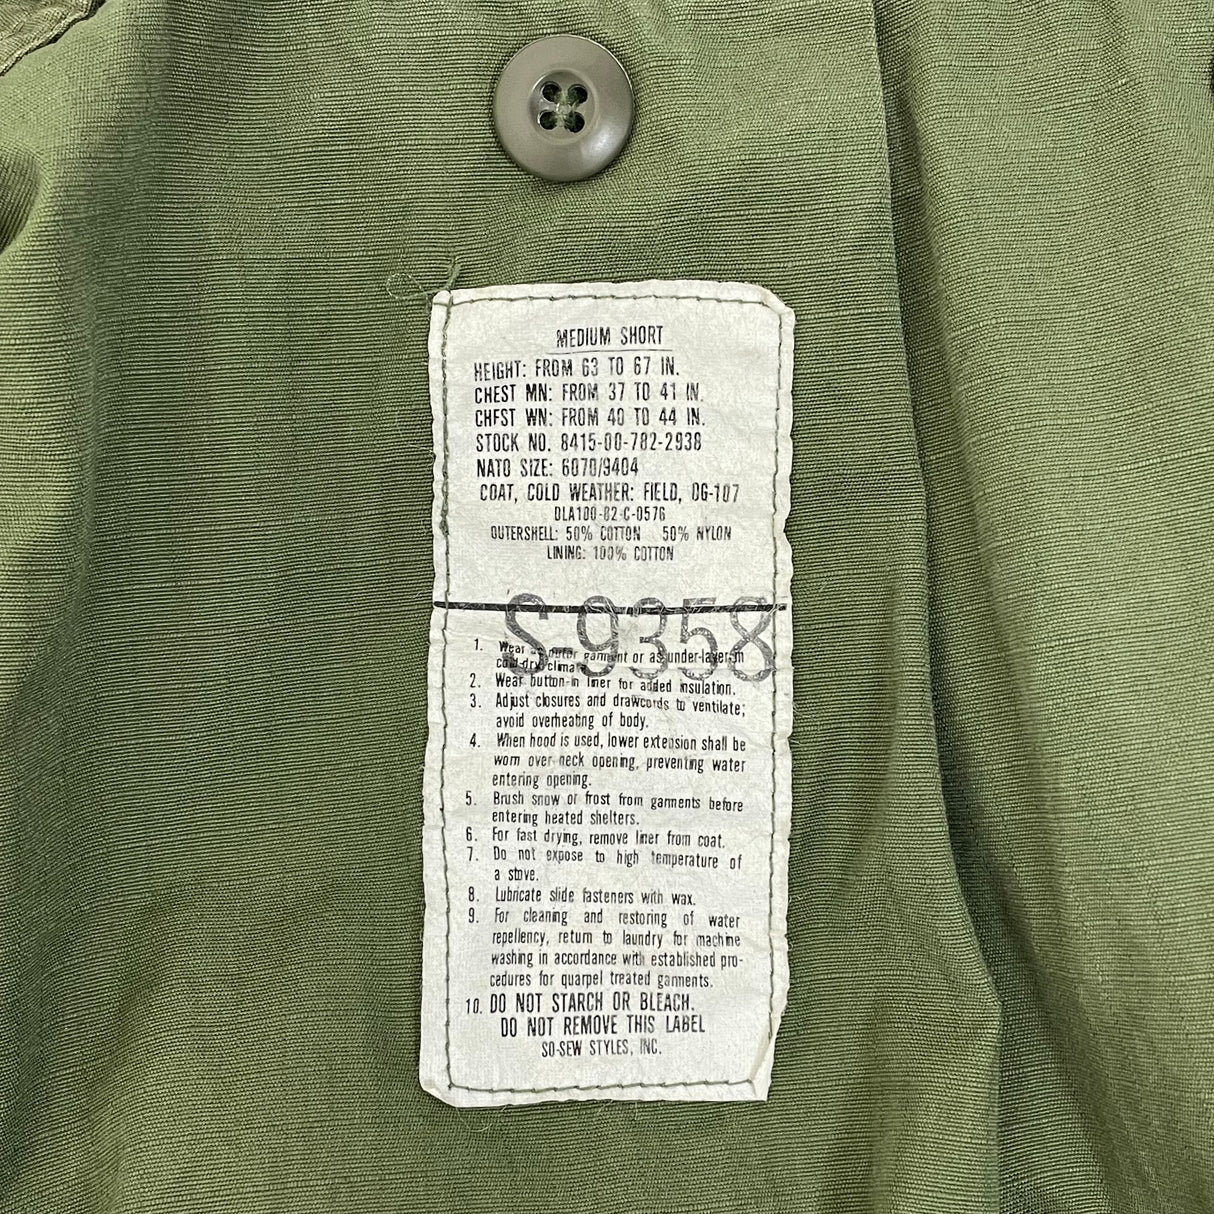 MEDIUM SHORT
HEIGHT: FROM 63 TO 67 IN.
CHEST MN: FROM 37 TO 41 IN.
CHEST WN: FROM 40 TO 44 IN.
STOCK NO. 8415-00-782-2938
NATO SIZE: 6070/9404
COAT, COLD WEATHER: FIELD, OG-107
DLA100-82-C-0576
OUTERSHELL: 50% COTTON 50% NYLON
LINING: 100% COTTON
S-9358
1. Wear as outer garment or as under-layer in
cold-dry climate
2. Wear button-in liner for added insulation.
3. Adjust closures and drawcords to ventilate;
avoid overheating of body.
4. When hood is used, lower extension shall be
worn over neck opening, preventing water
entering opening.
5. Brush snow or frost from garments before
entering heated shelters.
6. For fast drying, remove liner from coat.
7. Do not expose to high temperature of
a stove.
8. Lubricate slide fasteners with wax.
9. For cleaning and restoring of water
repellency, return to laundry for machine
washing in accordance with established pro-
cedures for quarpel treated garments.
10. DO NOT STARCH OR BLEACH.
DO NOT REMOVE THIS LABEL
SO-SEW STYLES, INC.